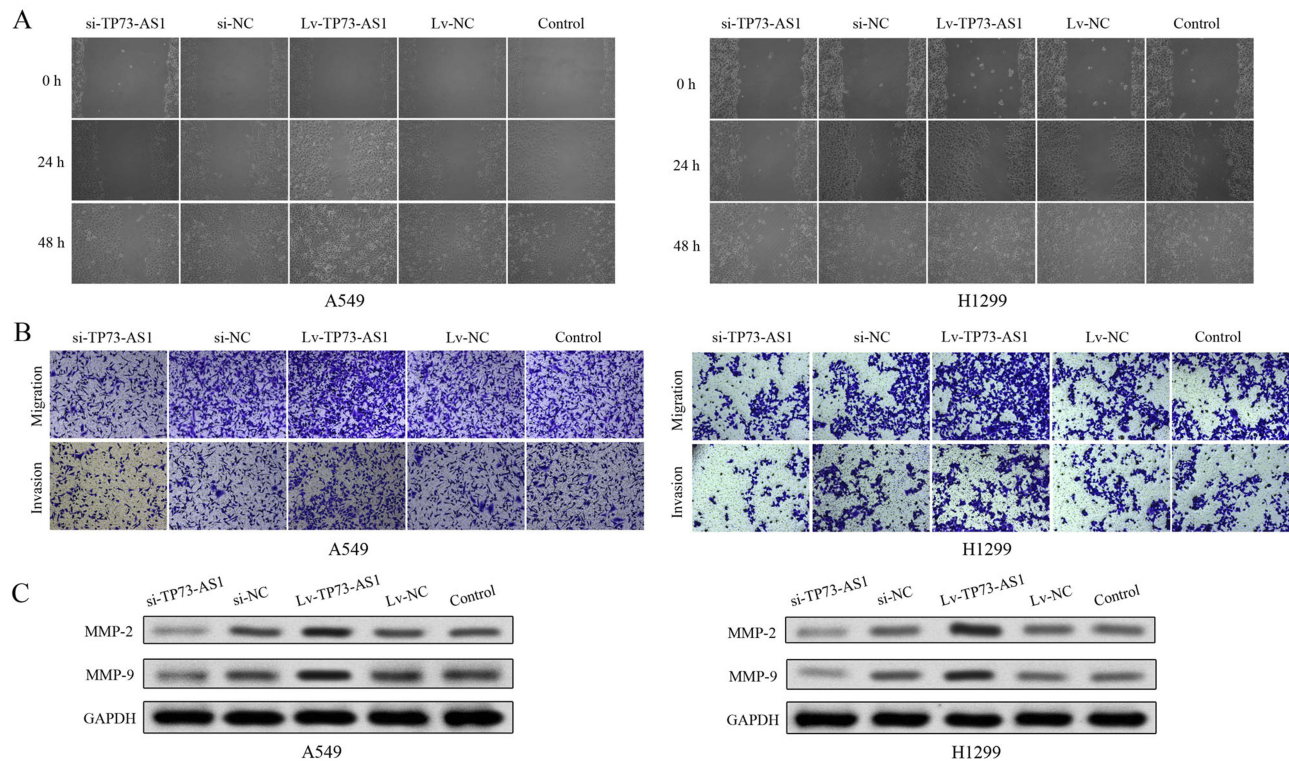 A
si-TP73-AS1 si-NC Lv-TP73-AS1 Lv-NC Control
0 h
24 h
48 h
A549
si-TP73-AS1 si-NC Lv-TP73-AS1 Lv-NC Control
0 h
24 h
48 h
H1299
B
si-TP73-AS1 si-NC Lv-TP73-AS1 Lv-NC Control
Migration
Invasion
A549
si-TP73-AS1 si-NC Lv-TP73-AS1 Lv-NC Control
Migration
Invasion
H1299
C
si-TP73-AS1 si-NC Lv-TP73-AS1 Lv-NC Control
MMP-2
MMP-9
GAPDH
A549
si-TP73-AS1 si-NC Lv-TP73-AS1 Lv-NC Control
MMP-2
MMP-9
GAPDH
H1299